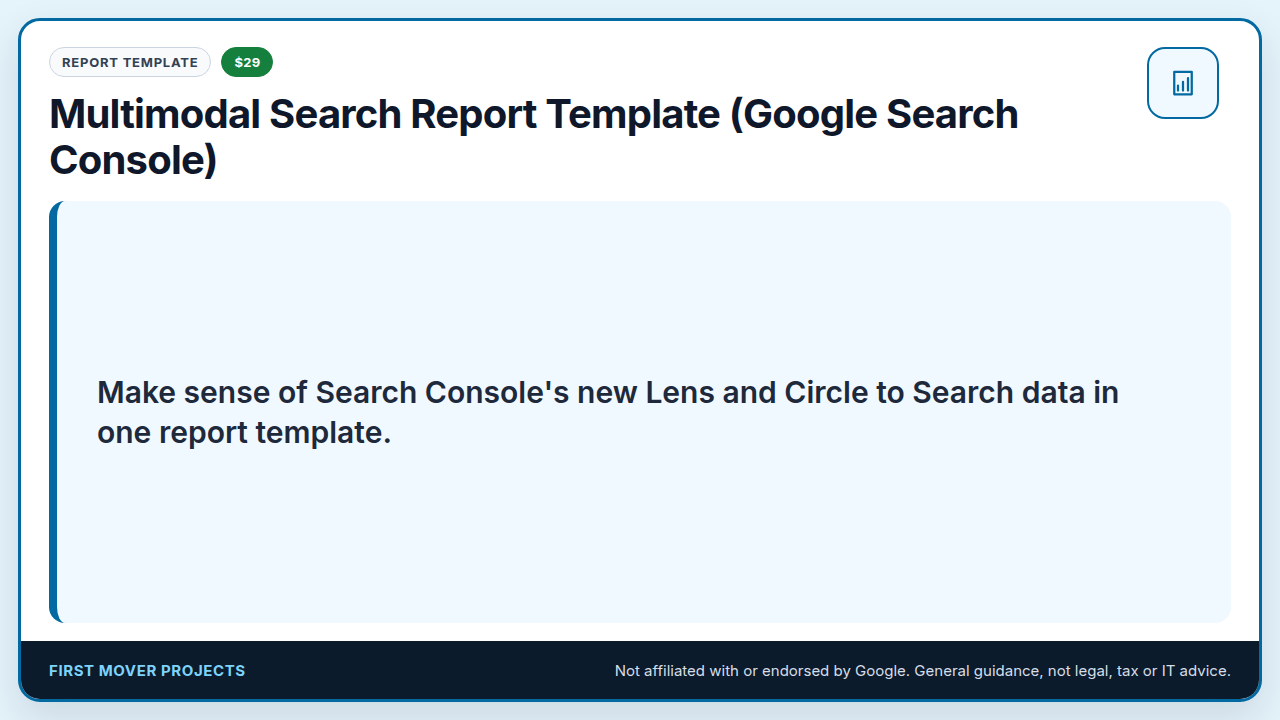 REPORT TEMPLATE $29
Multimodal Search Report Template (Google Search
Console)
Make sense of Search Console's new Lens and Circle to Search data in
one report template.
FIRST MOVER PROJECTS
Not affiliated with or endorsed by Google. General guidance, not legal, tax or IT advice.